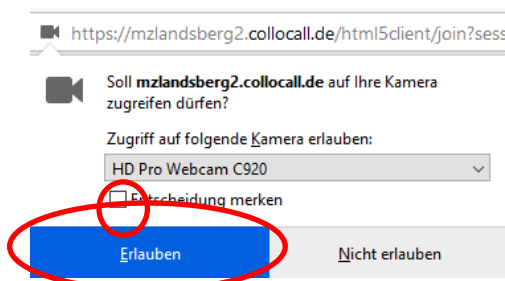 https://mzlandsberg2.collocall.de/html5client/join?sess
Soll mzlandsberg2.collocall.de auf Ihre Kamera
zugreifen dürfen?
Zugriff auf folgende Kamera erlauben:
HD Pro Webcam C920
Entscheidung merken
Erlauben
Nicht erlauben